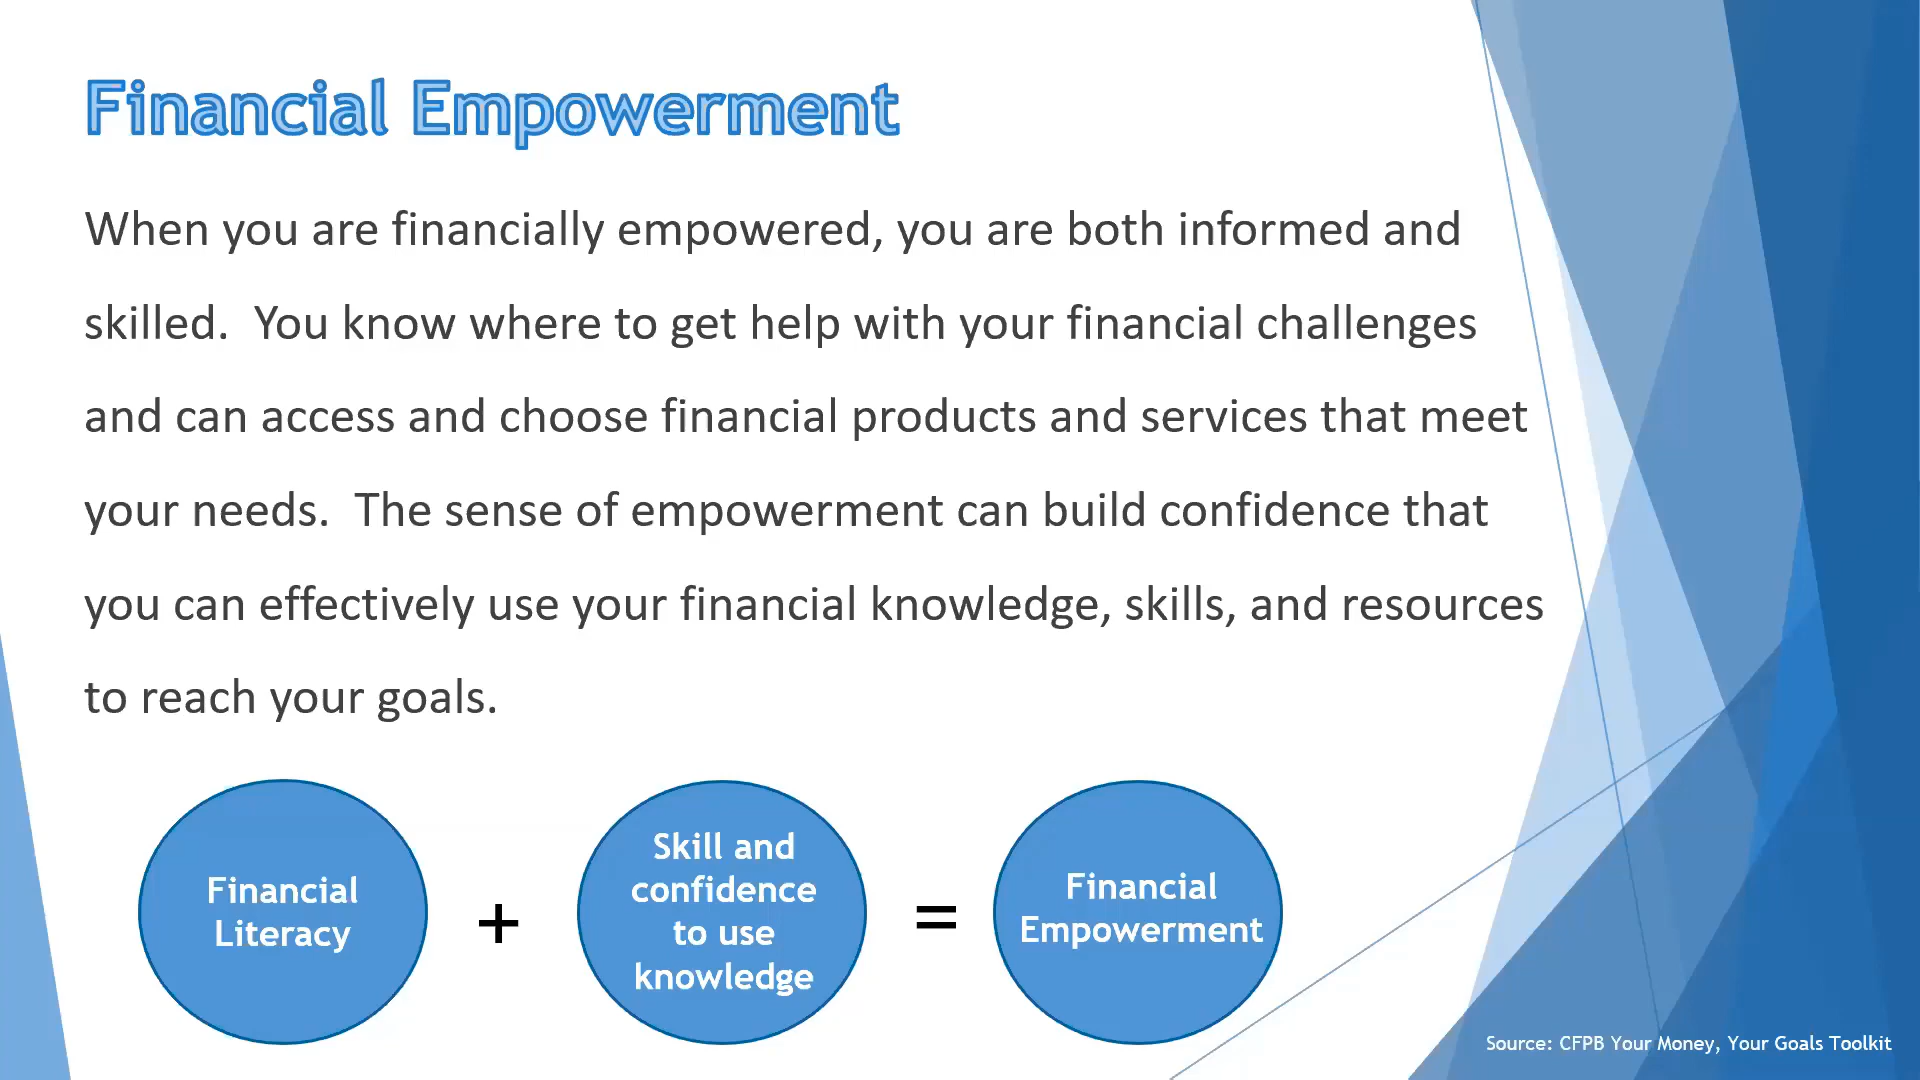 Financial Empowerment
When you are financially empowered, you are both informed and
skilled.  You know where to get help with your financial challenges
and can access and choose financial products and services that meet
your needs.  The sense of empowerment can build confidence that
you can effectively use your financial knowledge, skills, and resources
to reach your goals.
Financial
Literacy
+
Skill and
confidence
to use
knowledge
=
Financial
Empowerment
Source: CFPB Your Money, Your Goals Toolkit